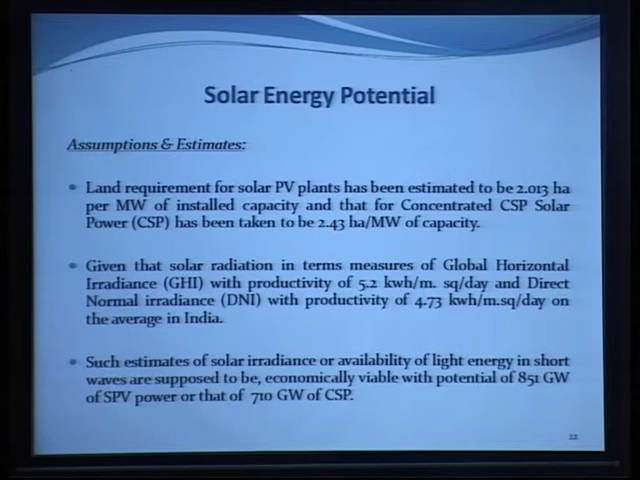 Solar Energy Potential
Assumptions & Estimates:
• Land requirement for solar PV plants has been estimated to be 2.013 ha
per MW of installed capacity and that for Concentrated CSP Solar
Power (CSP) has been taken to be 2.43 ha/MW of capacity.
• Given that solar radiation in terms measures of Global Horizontal
Irradiance (GHI) with productivity of 5.2 kwh/m. sq/day and Direct
Normal irradiance (DNI) with productivity of 4.73 kwh/m.sq/day on
the average in India.
• Such estimates of solar irradiance or availability of light energy in short
waves are supposed to be, economically viable with potential of 851 GW
of SPV power or that of 710 GW of CSP.
22